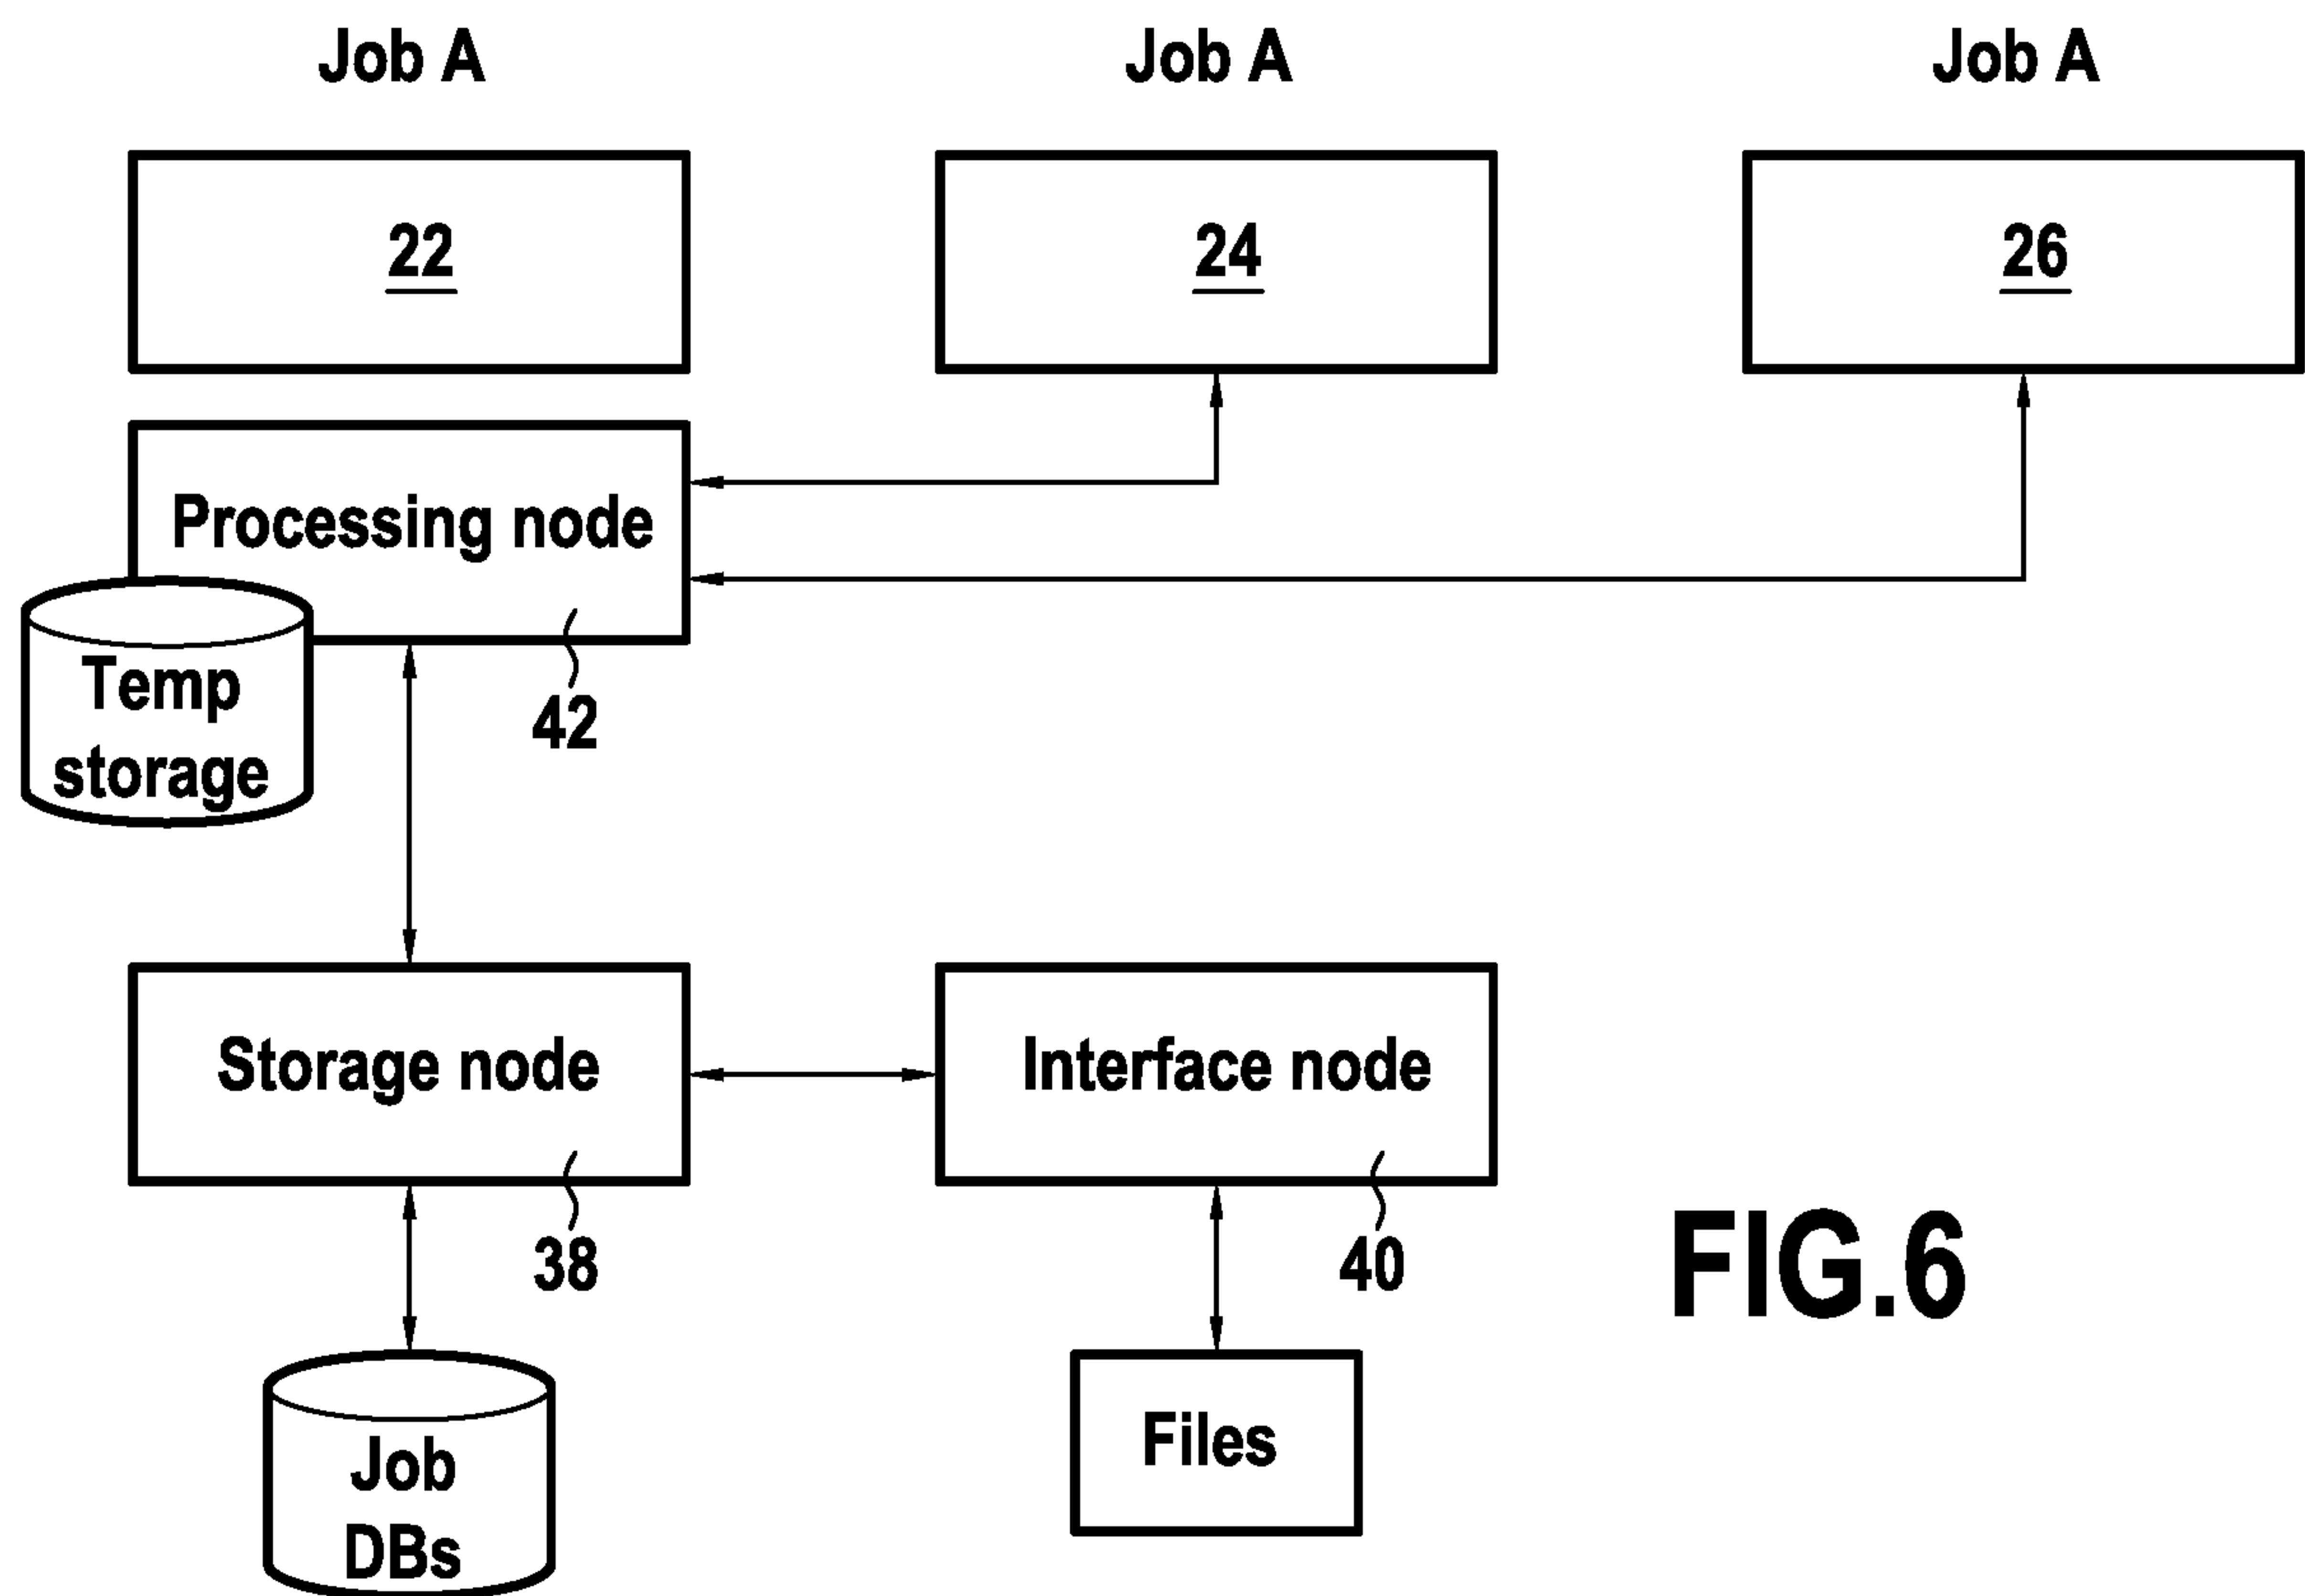 Job A
Job A
Job A
22
24
26
Processing node
Temp
storage
42
Storage node
Interface node
38
40
FIG.6
Files
Job
DBs